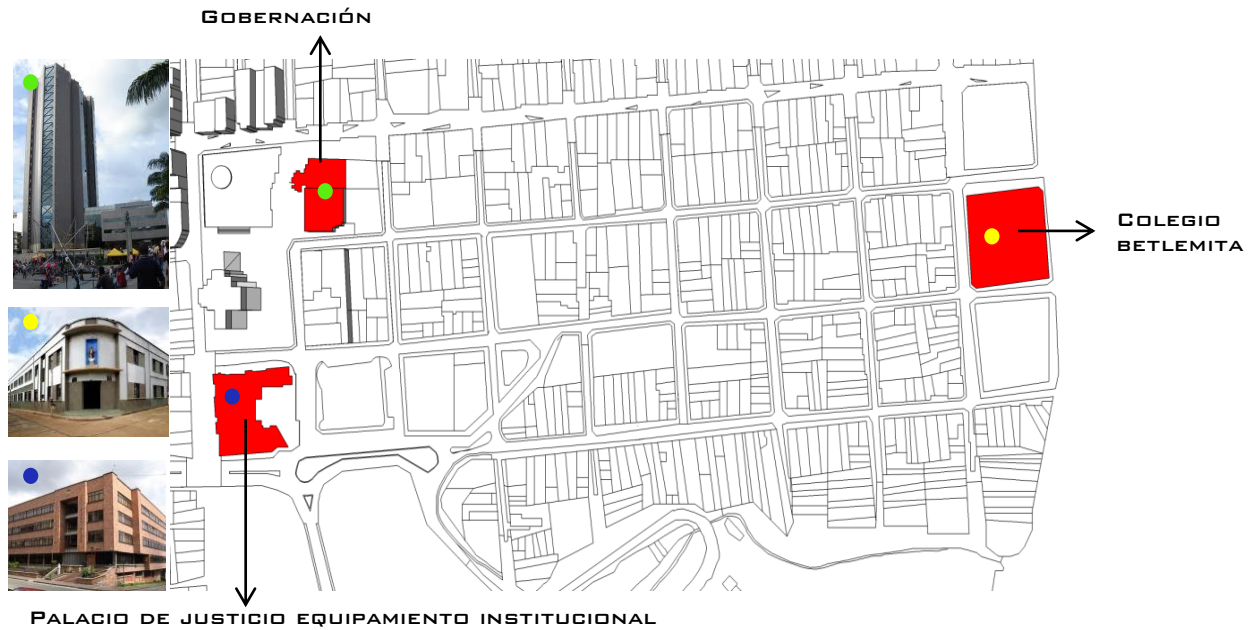 GOBERNACIÓN
COLEGIO
BETLEMITA
PALACIO DE JUSTICIO EQUIPAMIENTO INSTITUCIONAL